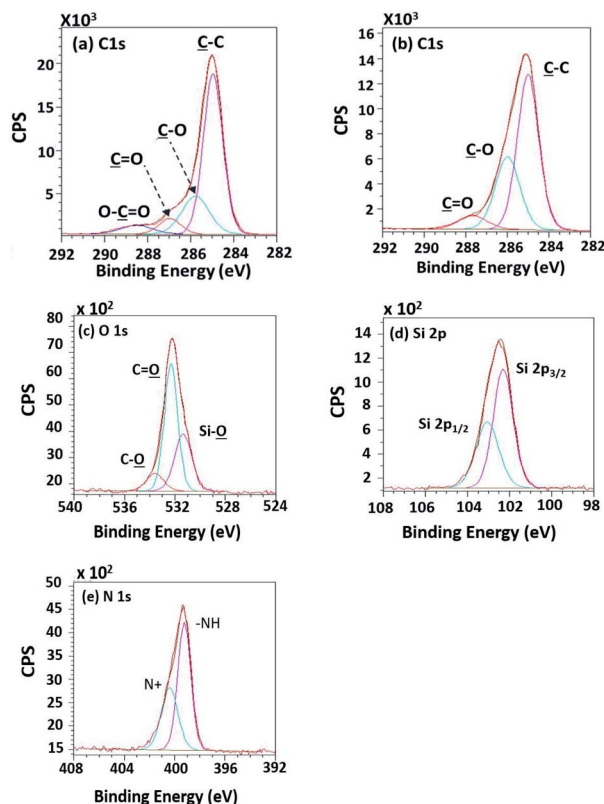 X10³
(a) C1s
C-C
20
15
10
5
CPS
C-O
C=O
O-C=O
292 290 288 286 284 282
Binding Energy (eV)
X10³
(b) C1s
C-C
16
14
12
10
8
6
4
2
CPS
C-O
C=O
292 290 288 286 284 282
Binding Energy (eV)
x 10²
(c) O 1s
80
70
60
50
40
30
20
CPS
C=O
Si-O
C-O
540 536 532 528 524
Binding Energy (eV)
x 10²
(d) Si 2p
14
12
10
8
6
4
2
CPS
Si 2p3/2
Si 2p1/2
108 106 104 102 100 98
Binding Energy (eV)
x 10²
(e) N 1s
50
45
35
30
25
20
15
CPS
-NH
N+
408 404 400 396 392
Binding Energy (eV)